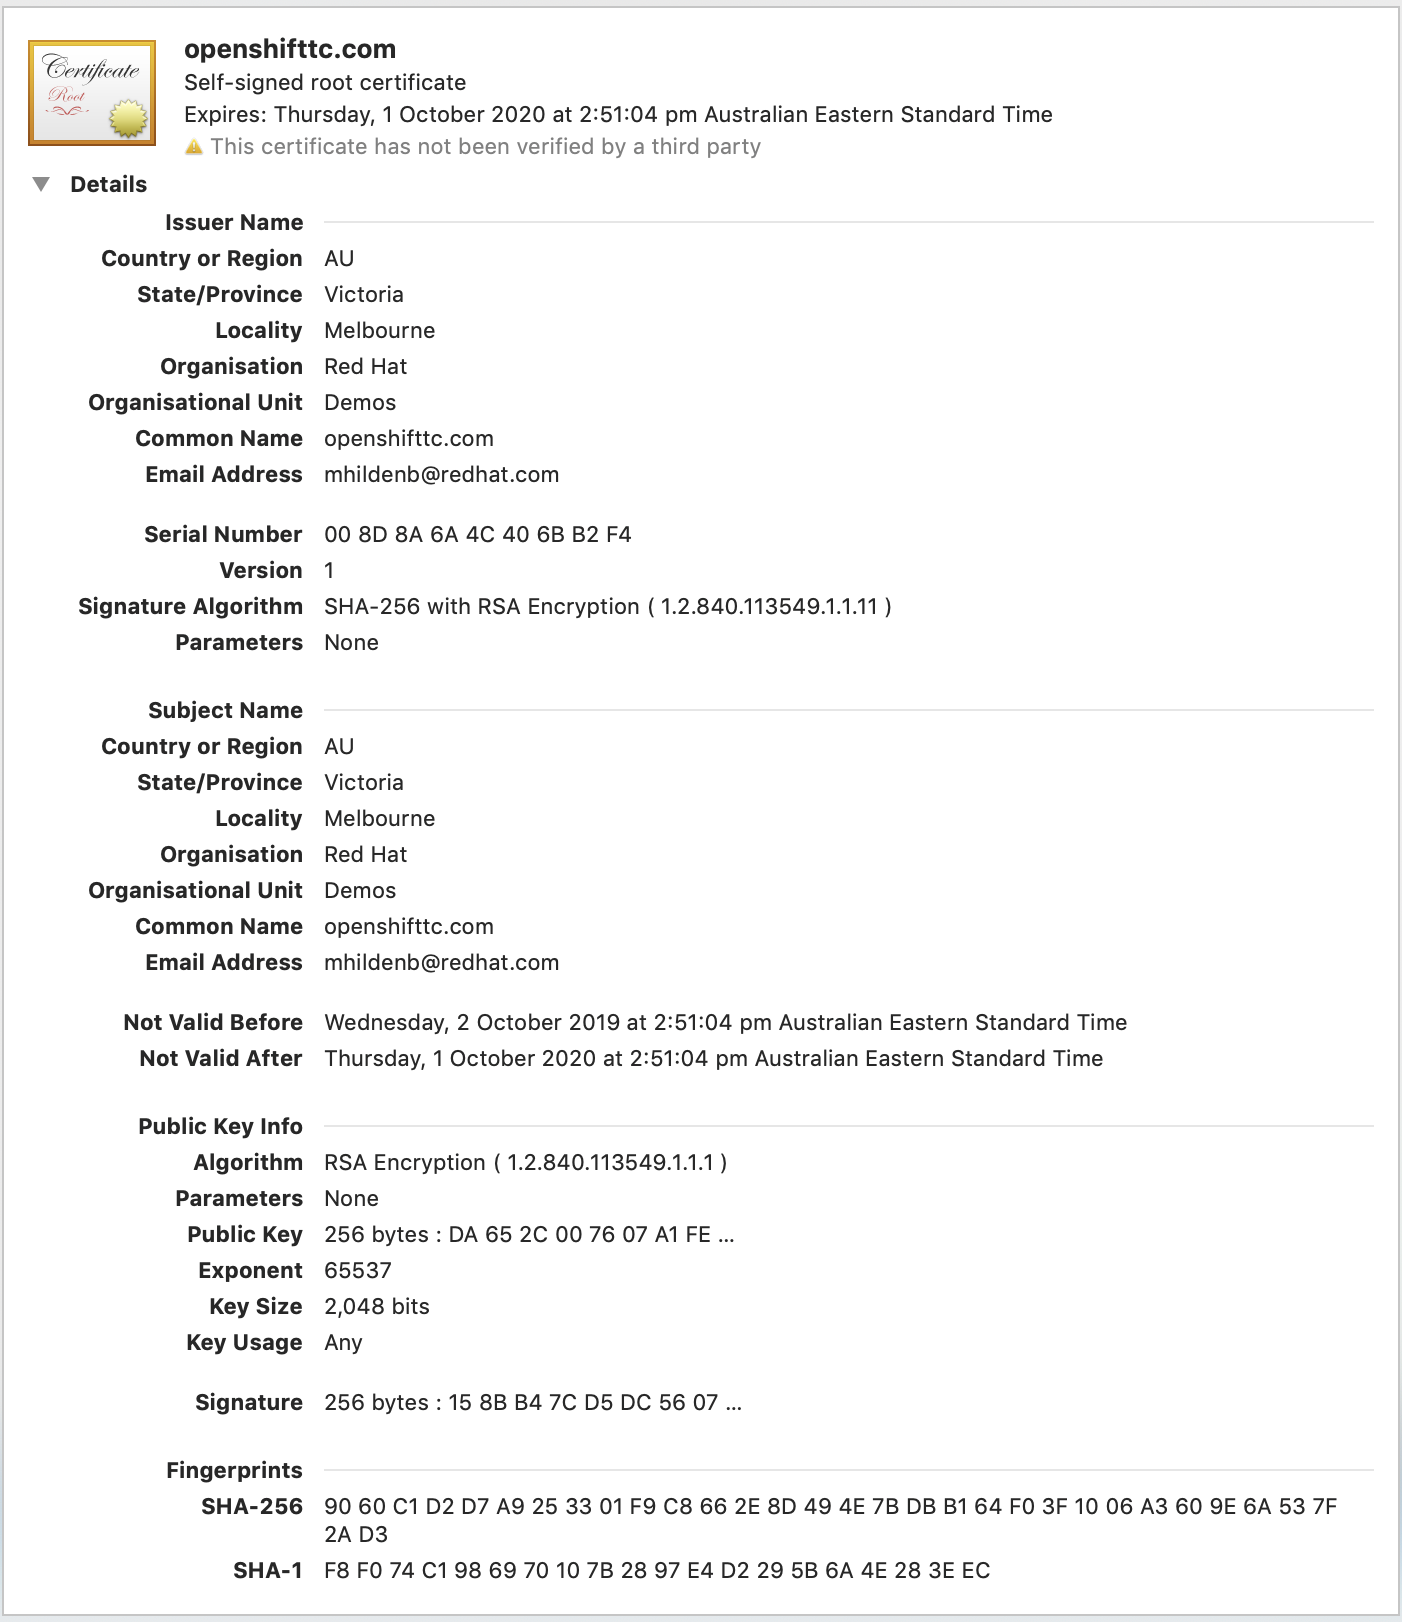 Certificate
Root
openshifttc.com
Self-signed root certificate
Expires: Thursday, 1 October 2020 at 2:51:04 pm Australian Eastern Standard Time
This certificate has not been verified by a third party
Details
Issuer Name
Country or Region AU
State/Province Victoria
Locality Melbourne
Organisation Red Hat
Organisational Unit Demos
Common Name openshifttc.com
Email Address mhildenb@redhat.com
Serial Number 00 8D 8A 6A 4C 40 6B B2 F4
Version 1
Signature Algorithm SHA-256 with RSA Encryption ( 1.2.840.113549.1.1.11 )
Parameters None
Subject Name
Country or Region AU
State/Province Victoria
Locality Melbourne
Organisation Red Hat
Organisational Unit Demos
Common Name openshifttc.com
Email Address mhildenb@redhat.com
Not Valid Before Wednesday, 2 October 2019 at 2:51:04 pm Australian Eastern Standard Time
Not Valid After Thursday, 1 October 2020 at 2:51:04 pm Australian Eastern Standard Time
Public Key Info
Algorithm RSA Encryption ( 1.2.840.113549.1.1.1 )
Parameters None
Public Key 256 bytes : DA 65 2C 00 76 07 A1 FE ...
Exponent 65537
Key Size 2,048 bits
Key Usage Any
Signature 256 bytes : 15 8B B4 7C D5 DC 56 07 ...
Fingerprints
SHA-256 90 60 C1 D2 D7 A9 25 33 01 F9 C8 66 2E 8D 49 4E 7B DB B1 64 F0 3F 10 06 A3 60 9E 6A 53 7F
2A D3
SHA-1 F8 F0 74 C1 98 69 70 10 7B 28 97 E4 D2 29 5B 6A 4E 28 3E EC